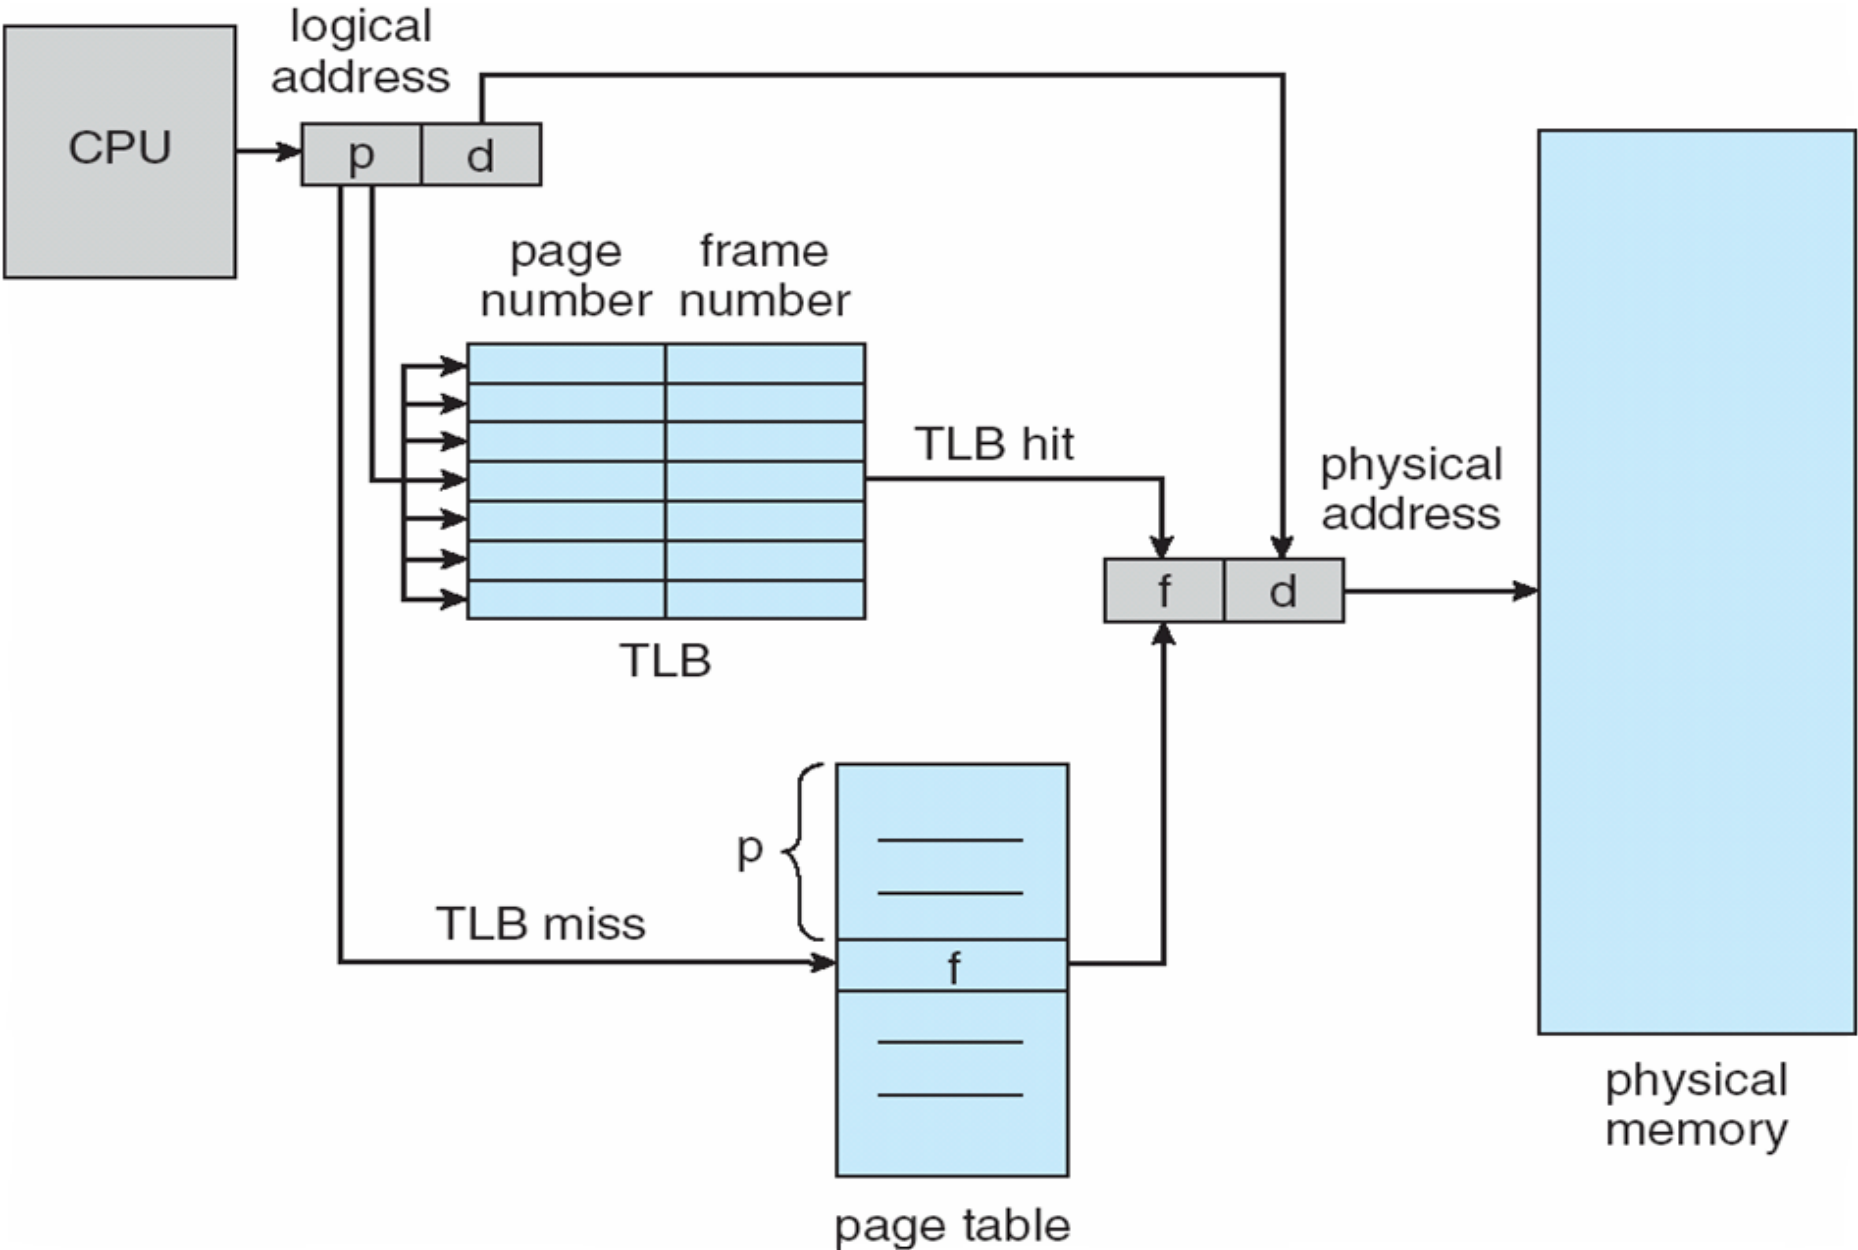 logical
address
CPU
p
d
page
number
frame
number
TLB hit
physical
address
f
d
TLB
p
TLB miss
f
physical
memory
page table